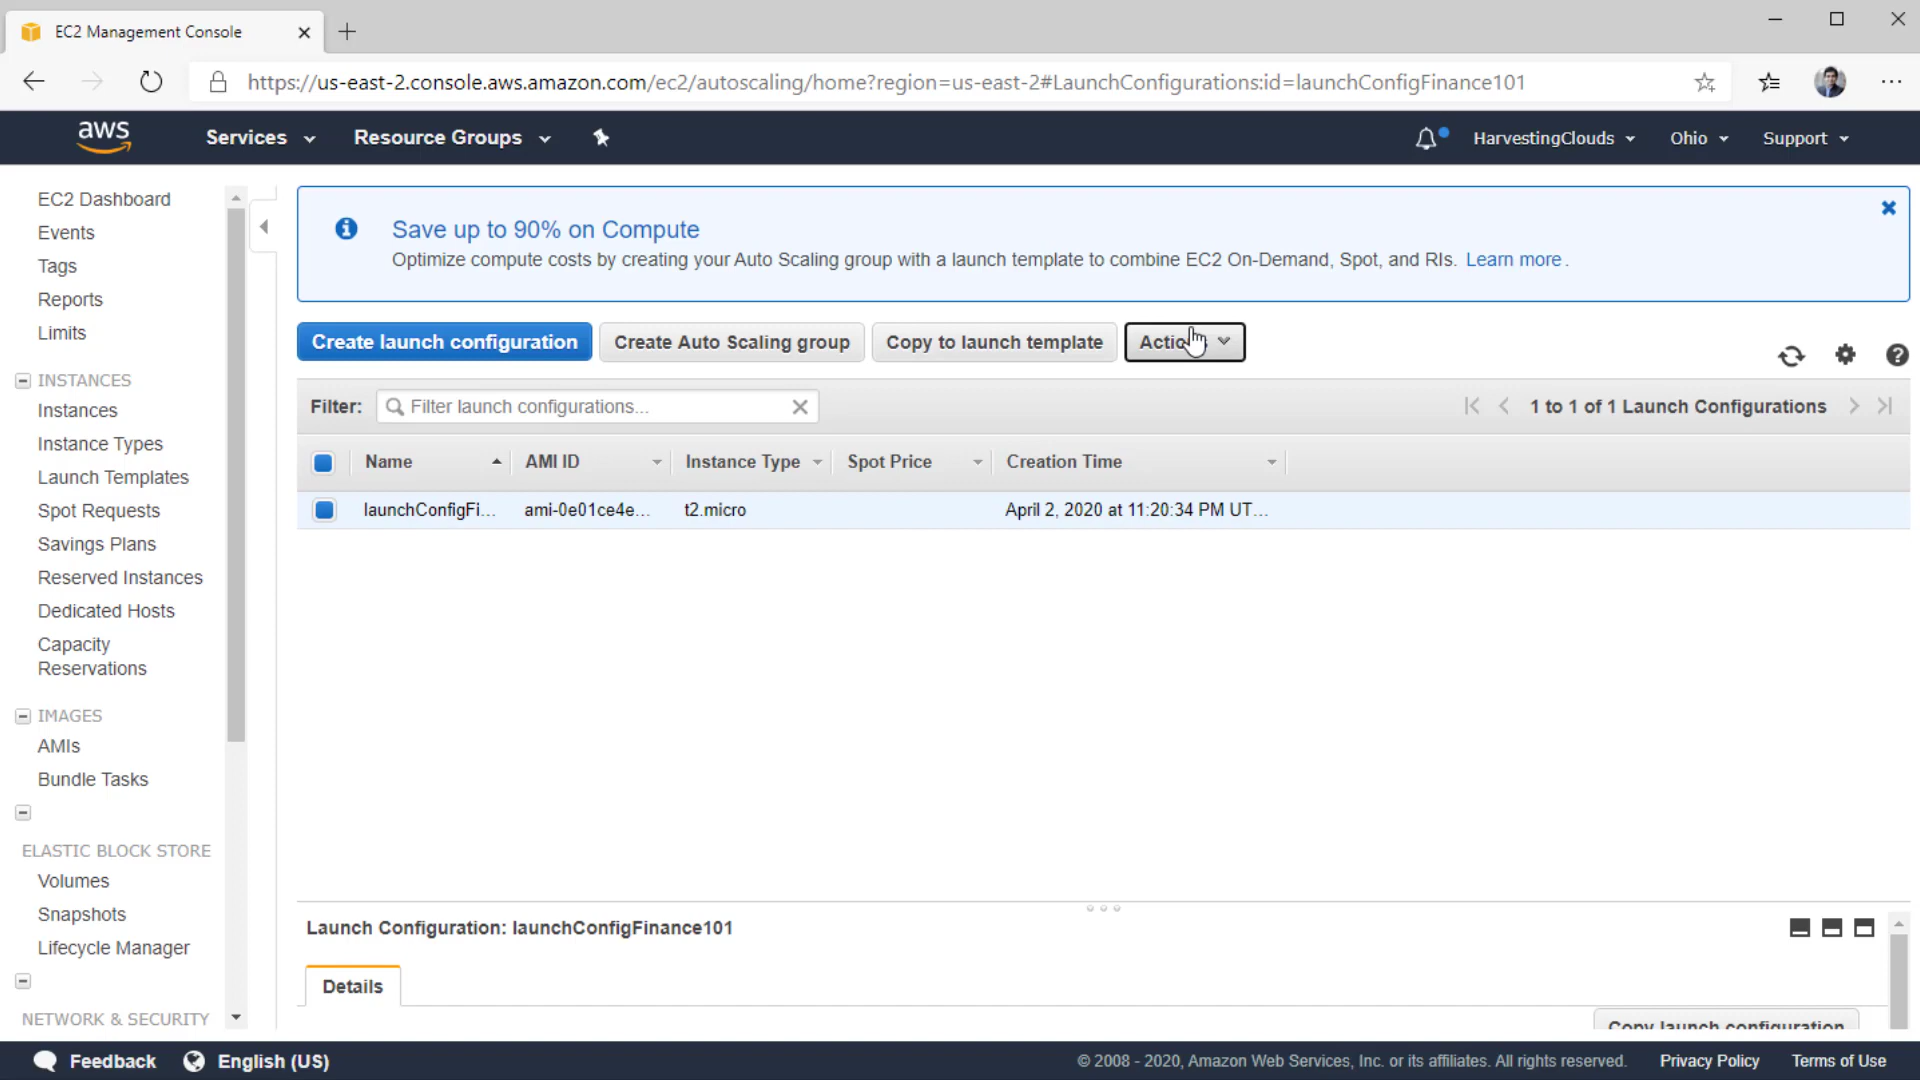 EC2 Management Console
https://us-east-2.console.aws.amazon.com/ec2/autoscaling/home?region=us-east-2#LaunchConfigurations:id=launchConfigFinance101
aws
Services
Resource Groups
HarvestingClouds
Ohio
Support
EC2 Dashboard
Events
Tags
Reports
Limits
INSTANCES
Instances
Instance Types
Launch Templates
Spot Requests
Savings Plans
Reserved Instances
Dedicated Hosts
Capacity
Reservations
IMAGES
AMIs
Bundle Tasks
ELASTIC BLOCK STORE
Volumes
Snapshots
Lifecycle Manager
NETWORK & SECURITY
Save up to 90% on Compute
Optimize compute costs by creating your Auto Scaling group with a launch template to combine EC2 On-Demand, Spot, and RIs. Learn more.
Create launch configuration
Create Auto Scaling group
Copy to launch template
Filter:
Filter launch configurations...
1 to 1 of 1 Launch Configurations
Name
AMI ID
Instance Type
Spot Price
Creation Time
launchConfigFi...
ami-0e01ce4e...
t2.micro
April 2, 2020 at 11:20:34 PM UT...
Launch Configuration: launchConfigFinance101
Details
Copy launch configuration
Feedback
English (US)
© 2008 - 2020, Amazon Web Services, Inc. or its affiliates. All rights reserved.
Privacy Policy
Terms of Use